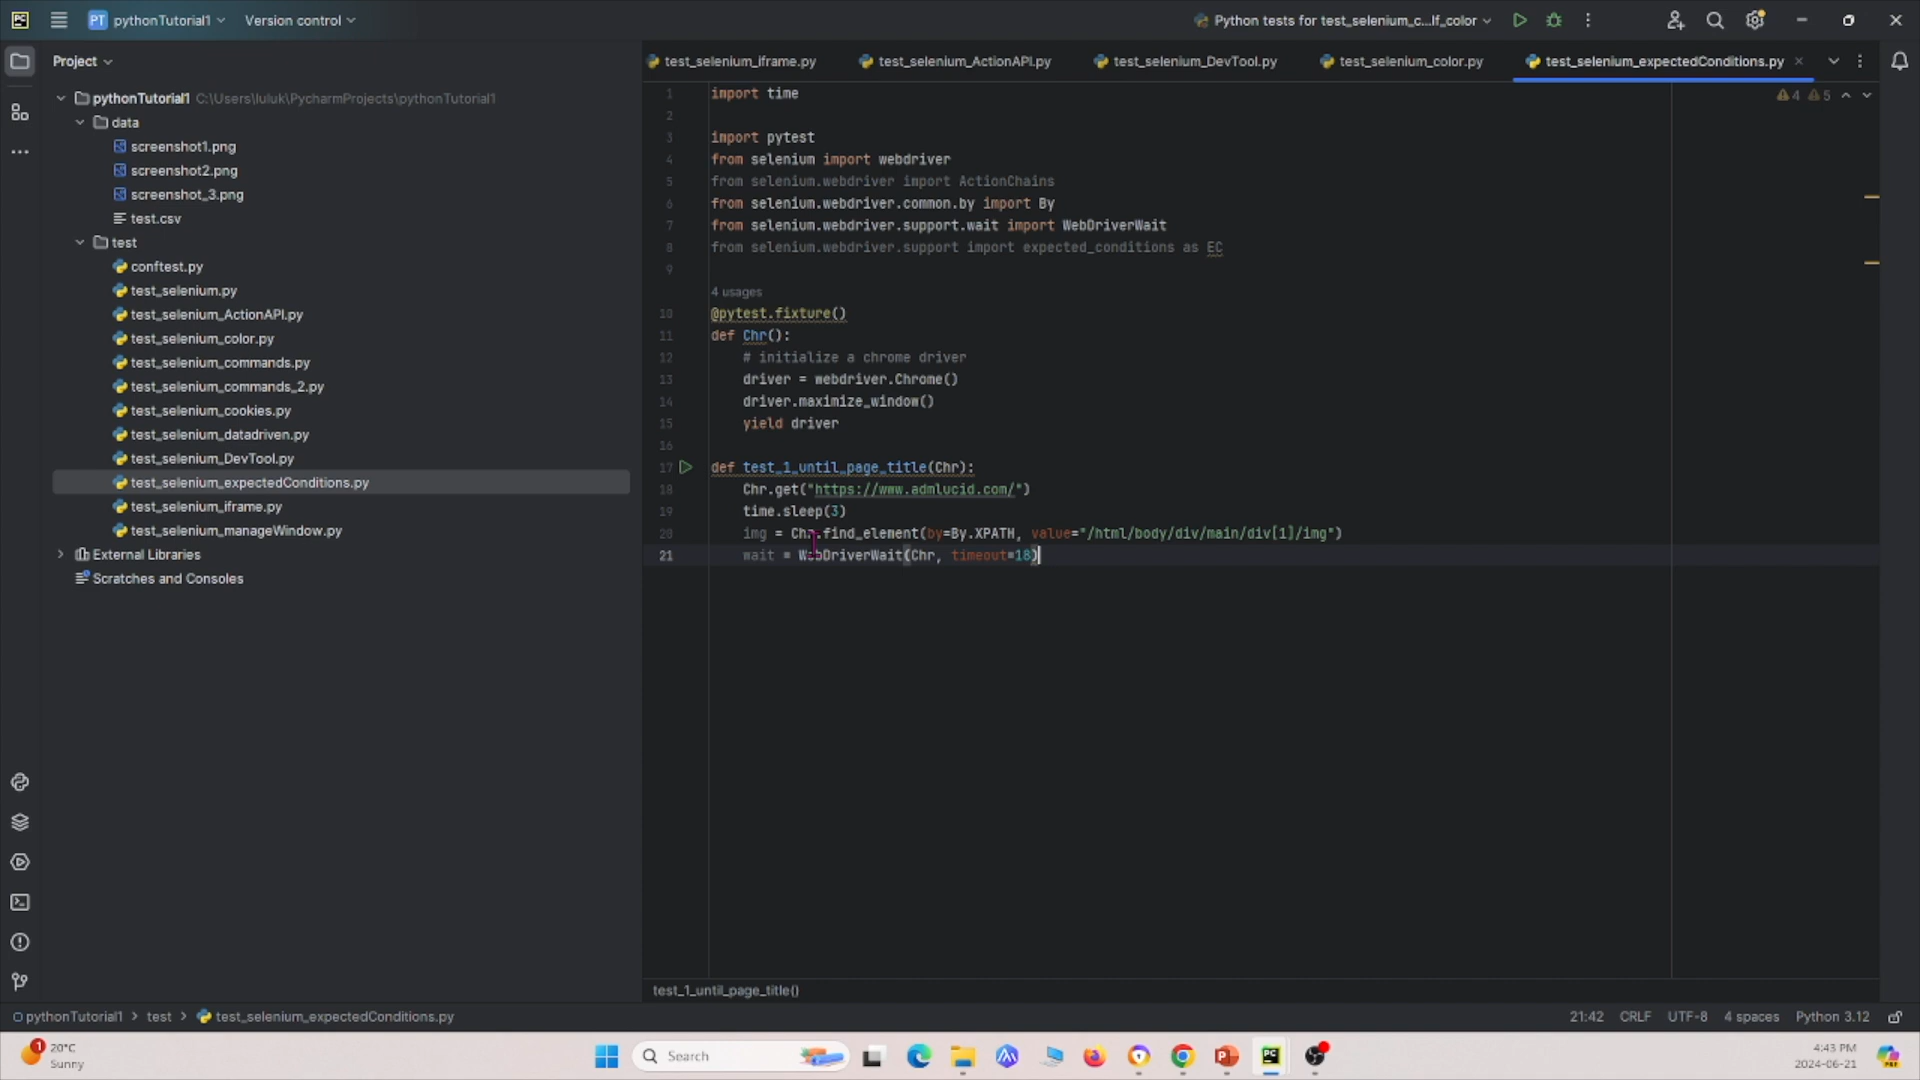 PC PT pythonTutorial1 Version control Python tests for test_selenium_c...lf_color
Project
test_selenium_iframe.py test_selenium_ActionAPI.py test_selenium_DevTool.py test_selenium_color.py test_selenium_expectedConditions.py
pythonTutorial1 C:\Users\luluk\PycharmProjects\pythonTutorial1
data
screenshot1.png
screenshot2.png
screenshot_3.png
test.csv
test
conftest.py
test_selenium.py
test_selenium_ActionAPI.py
test_selenium_color.py
test_selenium_commands.py
test_selenium_commands_2.py
test_selenium_cookies.py
test_selenium_datadriven.py
test_selenium_DevTool.py
test_selenium_expectedConditions.py
test_selenium_iframe.py
test_selenium_manageWindow.py
External Libraries
Scratches and Consoles
4 5
1 import time
2
3 import pytest
4 from selenium import webdriver
5 from selenium.webdriver import ActionChains
6 from selenium.webdriver.common.by import By
7 from selenium.webdriver.support.wait import WebDriverWait
8 from selenium.webdriver.support import expected_conditions as EC
9
4 usages
10 @pytest.fixture()
11 def Chr():
12 # initialize a chrome driver
13 driver = webdriver.Chrome()
14 driver.maximize_window()
15 yield driver
16
17 def test_1_until_page_title(Chr):
18 Chr.get("https://www.admlucid.com/")
19 time.sleep(3)
20 img = Chr.find_element(by=By.XPATH, value="/html/body/div/main/div[1]/img")
21 wait = WebDriverWait(Chr, timeout=18)
test_1_until_page_title()
pythonTutorial1 > test > test_selenium_expectedConditions.py 21:42 CRLF UTF-8 4 spaces Python 3.12
1 20°C
Sunny
Search
4:43 PM
2024-06-21